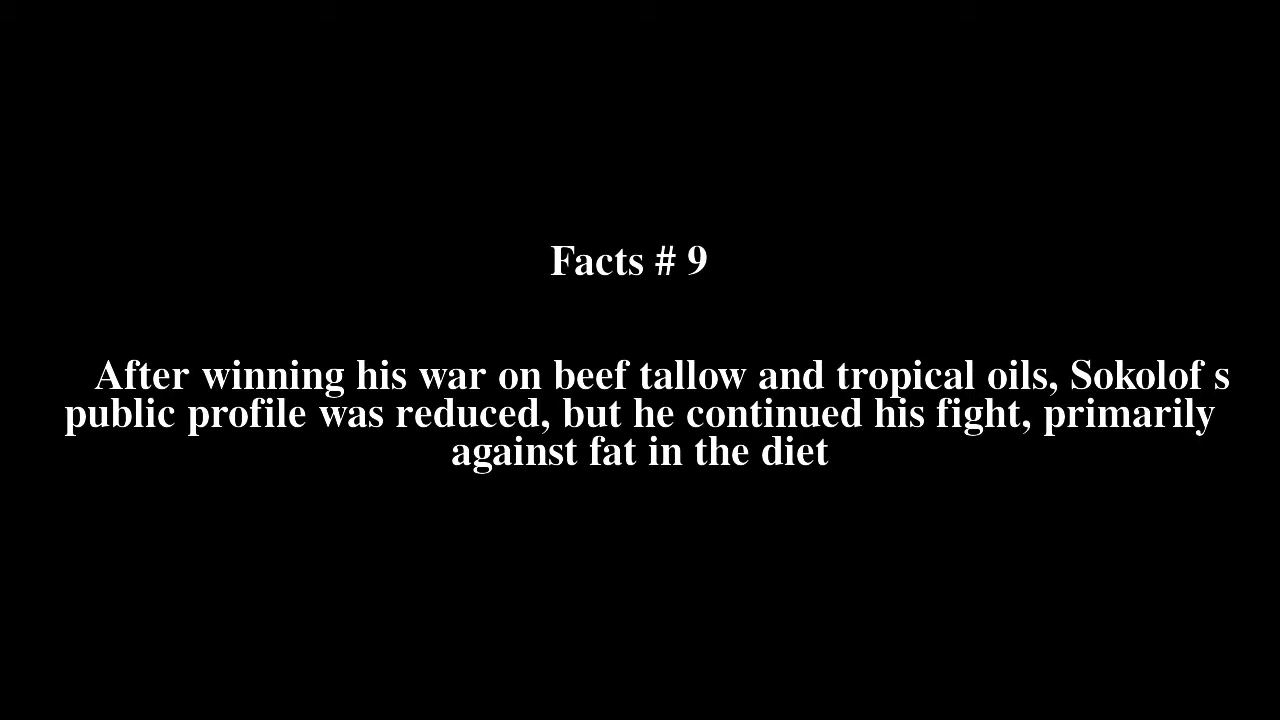 Facts # 9
After winning his war on beef tallow and tropical oils, Sokolof s
public profile was reduced, but he continued his fight, primarily
against fat in the diet